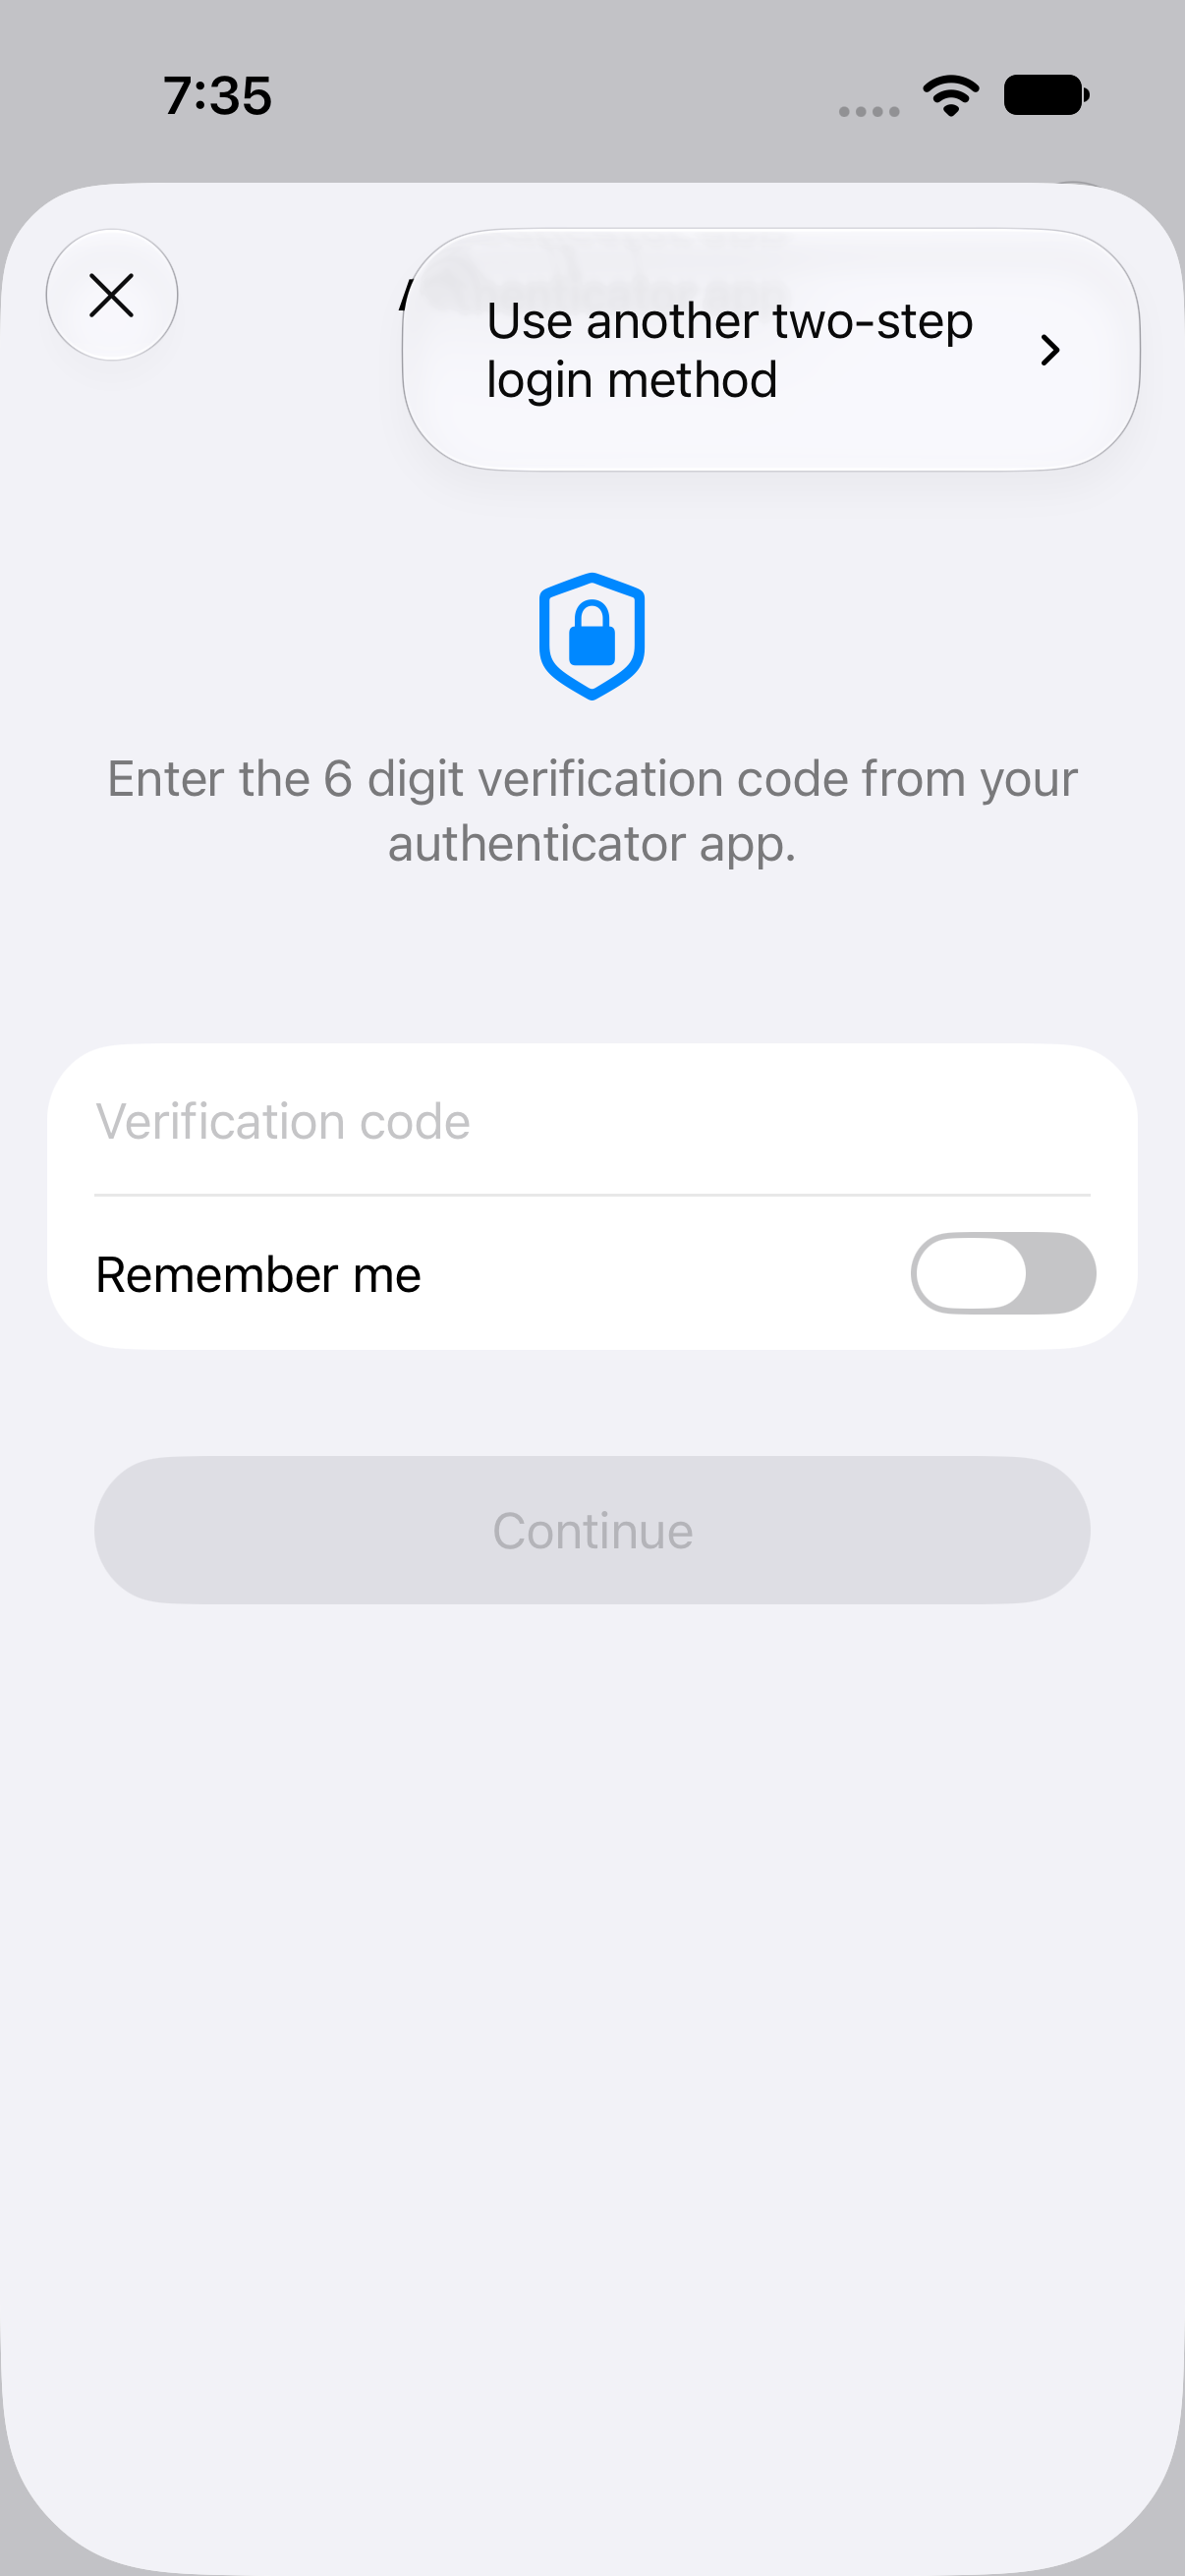 7:35
Use another two-step
login method
Enter the 6 digit verification code from your
authenticator app.
Verification code
Remember me
Continue